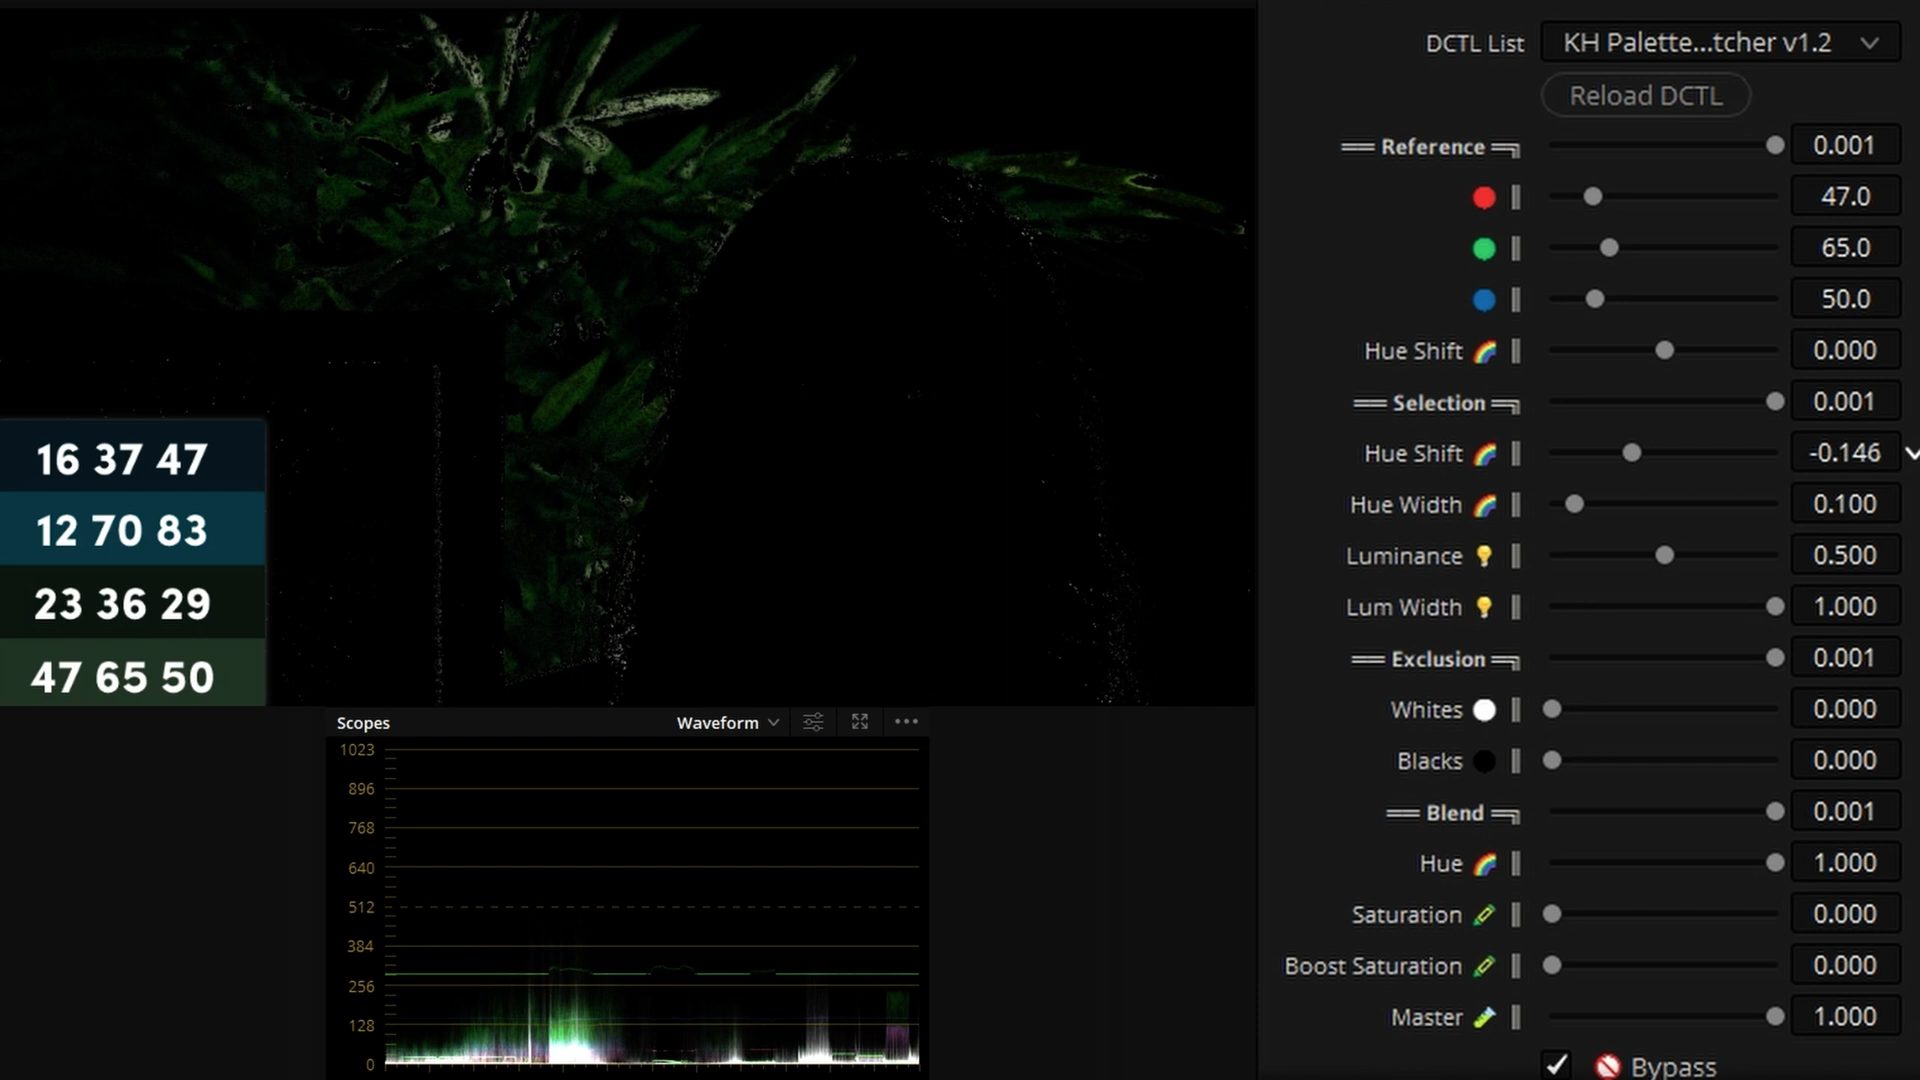 DCTL List KH Palette...tcher v1.2
Reload DCTL
Reference 0.001
47.0
65.0
50.0
Hue Shift 0.000
Selection 0.001
Hue Shift -0.146
Hue Width 0.100
Luminance 0.500
Lum Width 1.000
Exclusion 0.001
Whites 0.000
Blacks 0.000
Blend 0.001
Hue 1.000
Saturation 0.000
Boost Saturation 0.000
Master 1.000
Bypass
16 37 47
12 70 83
23 36 29
47 65 50
Scopes Waveform
1023
896
768
640
512
384
256
128
0